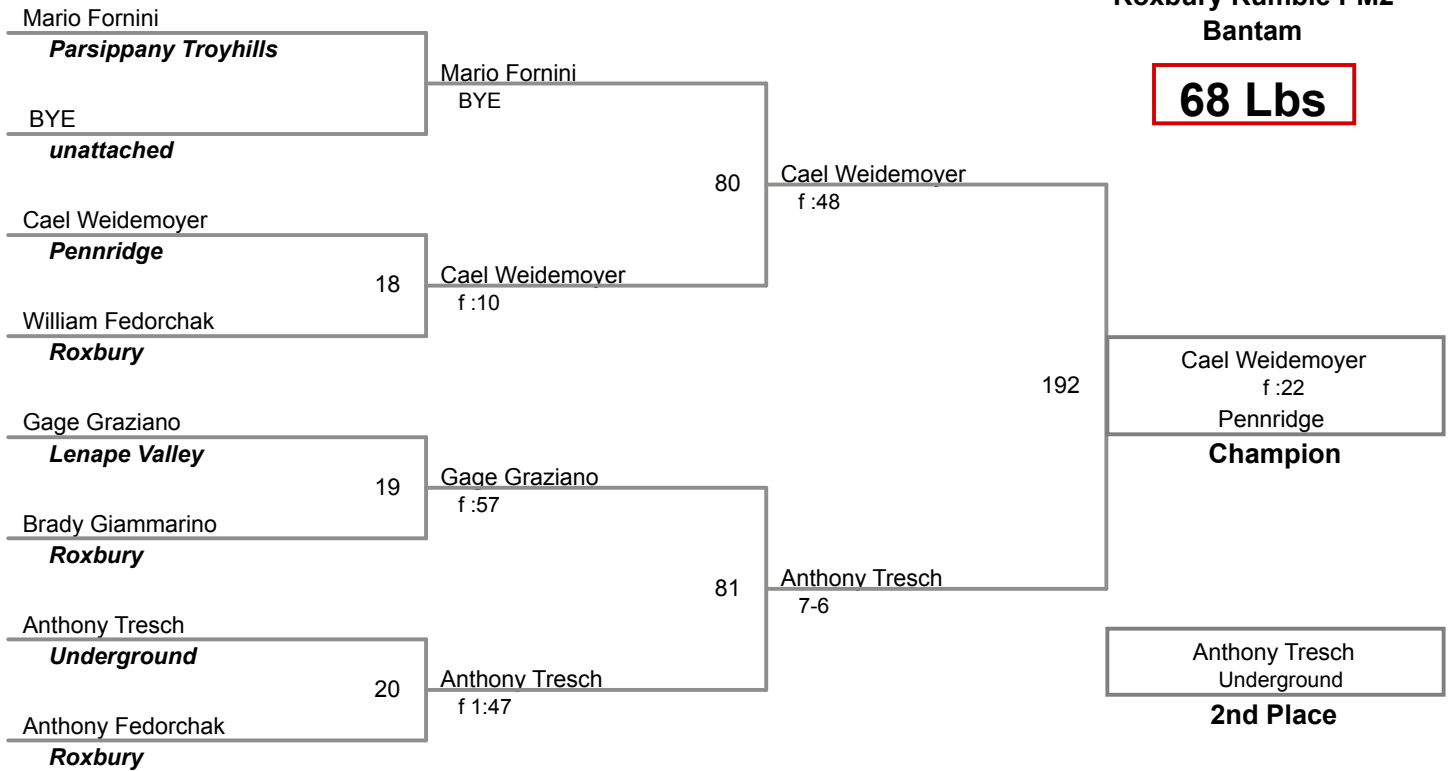 Roxbury Rumble PM2
Bantam
68 Lbs
Mario Fornini
Parsippany Troyhills
Mario Fornini
BYE
BYE
unattached
80
Cael Weidemoyer
f :48
Cael Weidemoyer
Pennridge
18
Cael Weidemoyer
f :10
William Fedorchak
Roxbury
192
Cael Weidemoyer
f :22
Pennridge
Champion
Gage Graziano
Lenape Valley
19
Gage Graziano
f :57
Brady Giammarino
Roxbury
81
Anthony Tresch
7-6
Anthony Tresch
Underground
20
Anthony Tresch
f 1:47
Anthony Fedorchak
Roxbury
Anthony Tresch
Underground
2nd Place